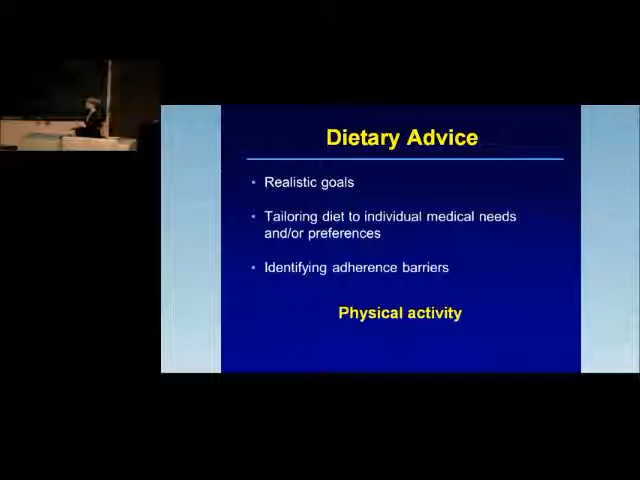 Dietary Advice
• Realistic goals
• Tailoring diet to individual medical needs
and/or preferences
• Identifying adherence barriers
Physical activity